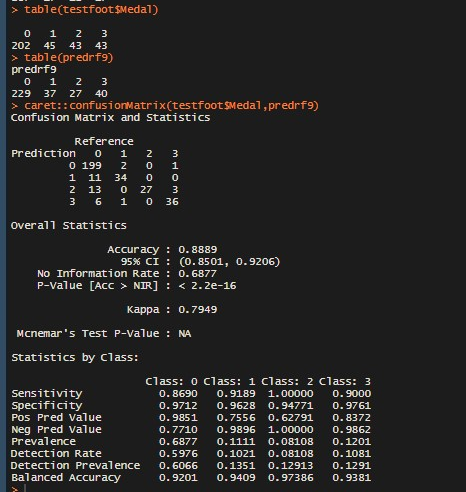 > table(testfoot$Medal)
  0   1   2   3
202  45  43  43
> table(predrf9)
predrf9
  0   1   2   3
229  37  27  40
> caret::confusionMatrix(testfoot$Medal,predrf9)
Confusion Matrix and Statistics
          Reference
Prediction   0   1   2   3
         0 199   2   0   1
         1  11  34   0   0
         2  13   0  27   3
         3   6   1   0  36
Overall Statistics
Accuracy : 0.8889
95% CI : (0.8501, 0.9206)
No Information Rate : 0.6877
P-Value [Acc > NIR] : < 2.2e-16
Kappa : 0.7949
Mcnemar's Test P-Value : NA
Statistics by Class:
                     Class: 0 Class: 1 Class: 2 Class: 3
Sensitivity            0.8690   0.9189  1.00000   0.9000
Specificity            0.9712   0.9628  0.94771   0.9761
Pos Pred Value         0.9851   0.7556  0.62791   0.8372
Neg Pred Value         0.7710   0.9896  1.00000   0.9862
Prevalence             0.6877   0.1111  0.08108   0.1201
Detection Rate         0.5976   0.1021  0.08108   0.1081
Detection Prevalence   0.6066   0.1351  0.12913   0.1291
Balanced Accuracy      0.9201   0.9409  0.97386   0.9381
>